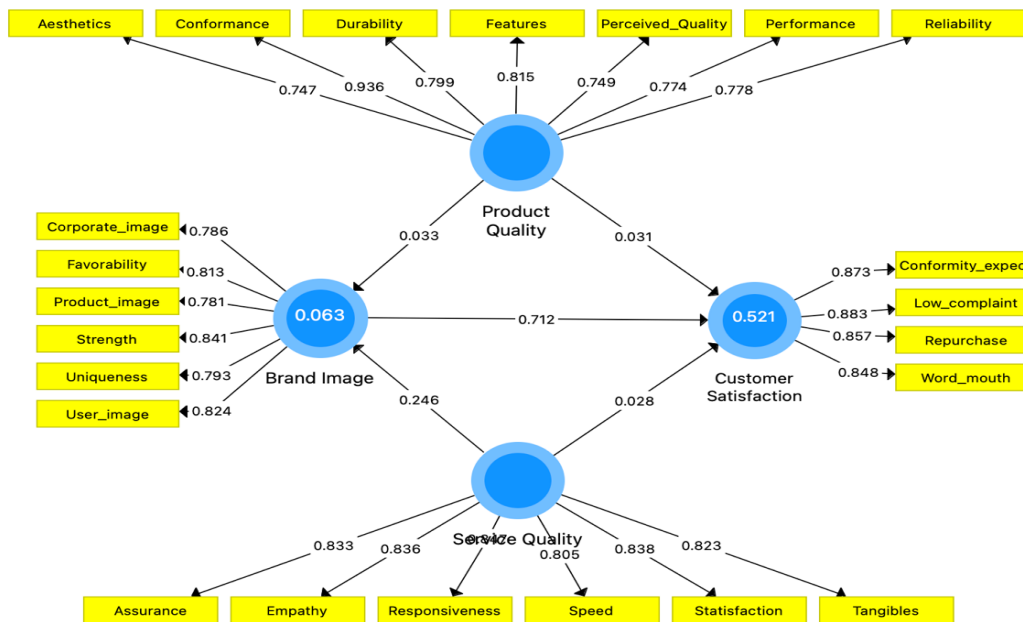 Aesthetics
Conformance
Durability
Features
Perceived_Quality
Performance
Reliability
0.747
0.936
0.799
0.815
0.749
0.774
0.778
Product
Quality
0.033
0.031
Corporate_image
0.786
Favorability
0.813
Product_image
0.781
Strength
0.841
Uniqueness
0.793
User_image
0.824
0.063
Brand Image
0.712
0.521
Customer
Satisfaction
0.873
Conformity_expec
0.883
Low_complaint
0.857
Repurchase
0.848
Word_mouth
0.246
0.028
Service Quality
0.833
0.836
0.805
0.838
0.823
Assurance
Empathy
Responsiveness
Speed
Statisfaction
Tangibles